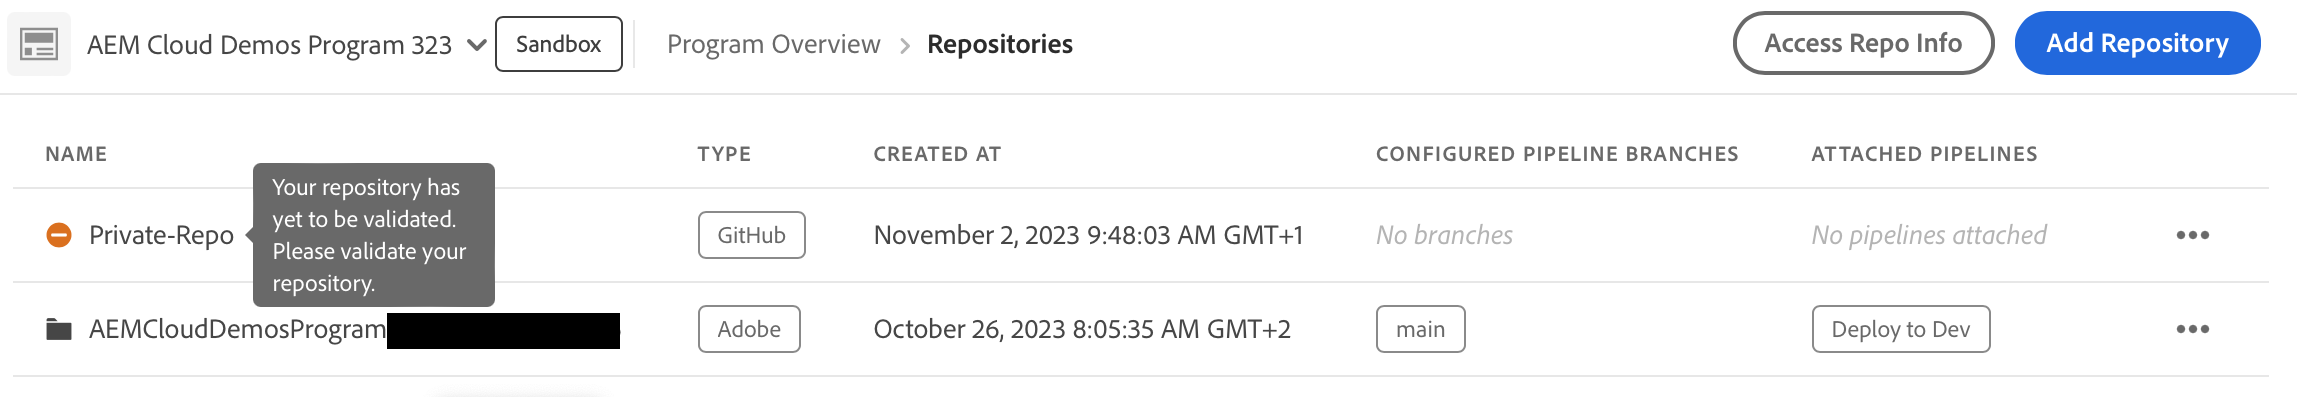 AEM Cloud Demos Program 323 Sandbox Program Overview > Repositories Access Repo Info Add Repository
NAME TYPE CREATED AT CONFIGURED PIPELINE BRANCHES ATTACHED PIPELINES
Private-Repo
Your repository has
yet to be validated.
Please validate your
repository.
GitHub November 2, 2023 9:48:03 AM GMT+1 No branches No pipelines attached
AEMCloudDemosProgram Adobe October 26, 2023 8:05:35 AM GMT+2 main Deploy to Dev